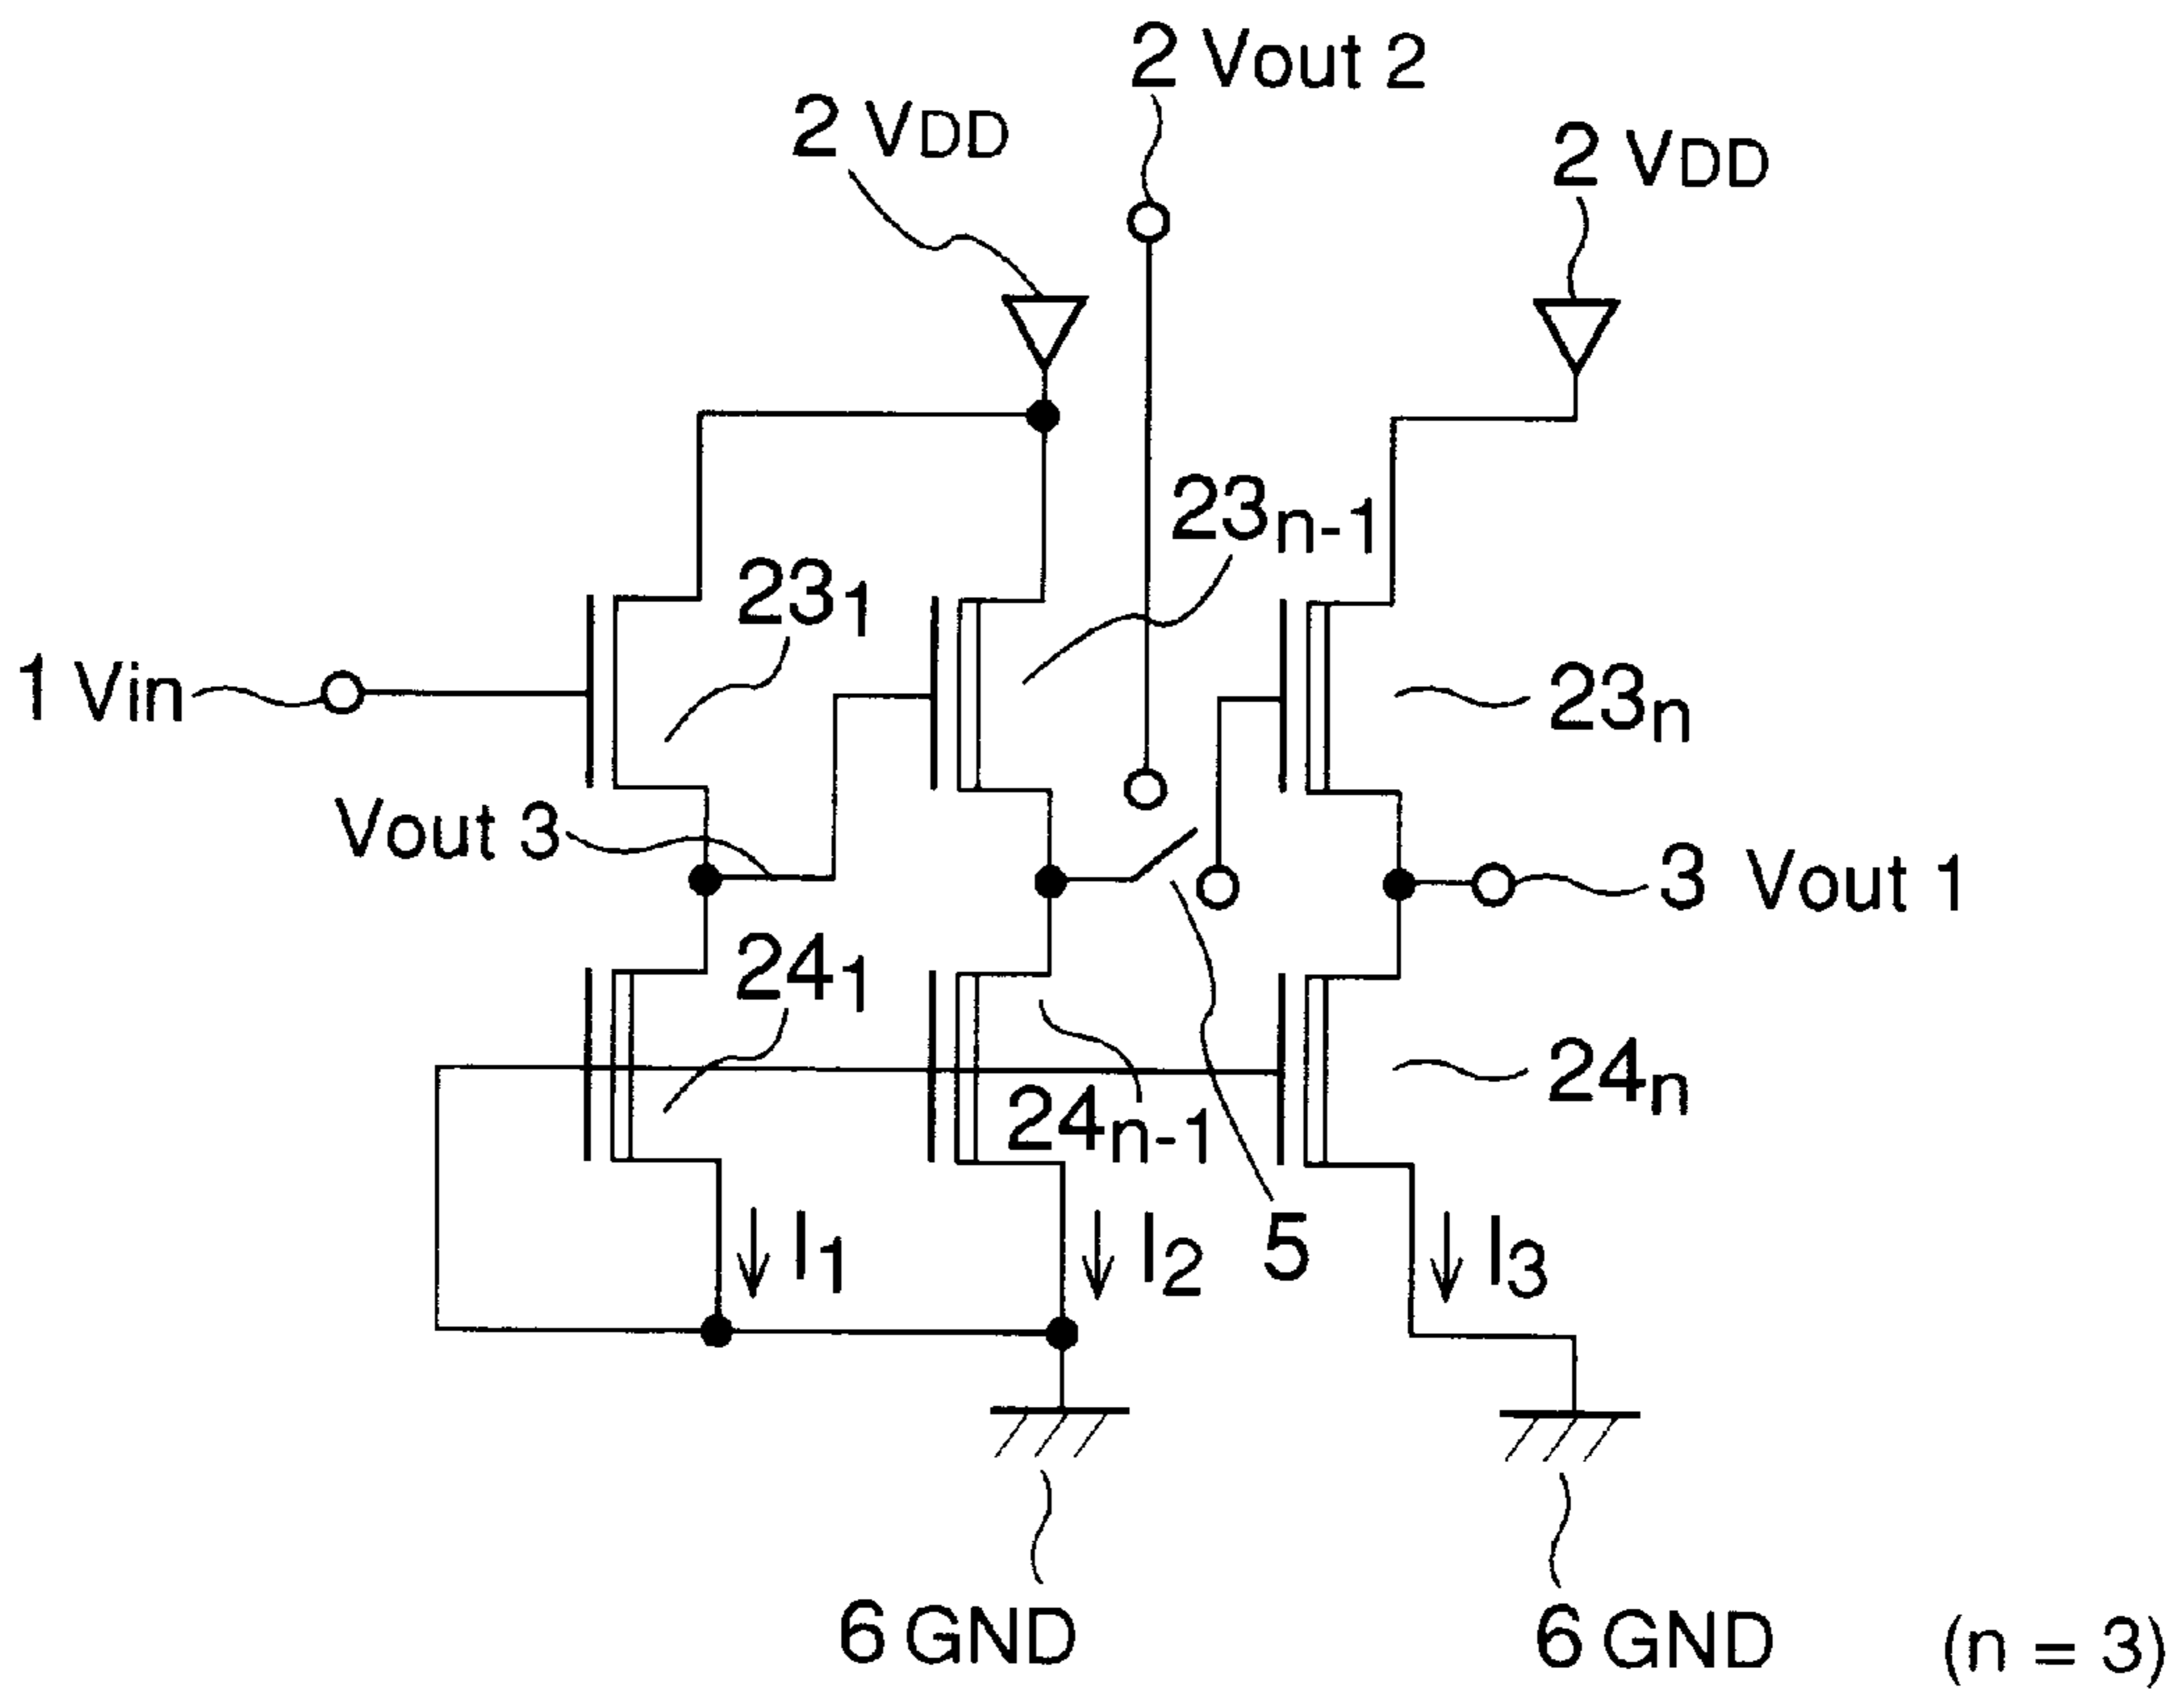 2 Vout 2
2 VDD
2 VDD
23n-1
231
1 Vin
23n
Vout 3
3 Vout 1
241
24n
24n-1
I1
I2
5
I3
6 GND
6 GND
(n = 3)